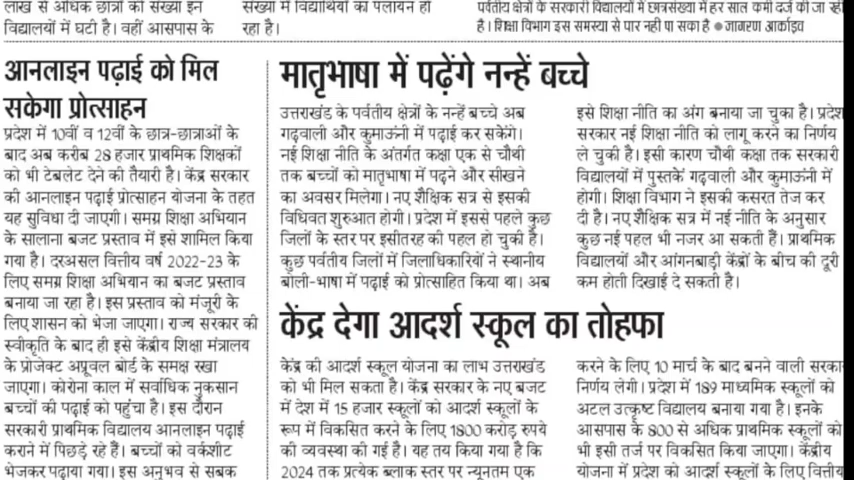 लाख से अधिक छात्रों की संख्या इन
विद्यालयों में घटी है। वहीं आसपास के
संख्या में विद्यार्थियों का पलायन हो
रहा है।
पर्वतीय क्षेत्रों के सरकारी विद्यालयों में छात्रसंख्या में हर साल कमी दर्ज की जा रही
है। शिक्षा विभाग इस समस्या से पार नहीं पा सका है ● जागरण आर्काइव
आनलाइन पढ़ाई को मिल
सकेगा प्रोत्साहन
प्रदेश में 10वीं व 12वीं के छात्र-छात्राओं के
बाद अब करीब 28 हजार प्राथमिक शिक्षकों
को भी टेबलेट देने की तैयारी है। केंद्र सरकार
की आनलाइन पढ़ाई प्रोत्साहन योजना के तहत
यह सुविधा दी जाएगी। समग्र शिक्षा अभियान
के सालाना बजट प्रस्ताव में इसे शामिल किया
गया है। दरअसल वित्तीय वर्ष 2022-23 के
लिए समग्र शिक्षा अभियान का बजट प्रस्ताव
बनाया जा रहा है। इस प्रस्ताव को मंजूरी के
लिए शासन को भेजा जाएगा। राज्य सरकार की
स्वीकृति के बाद ही इसे केंद्रीय शिक्षा मंत्रालय
के प्रोजेक्ट अप्रूवल बोर्ड के समक्ष रखा
जाएगा। कोरोना काल में सर्वाधिक नुकसान
बच्चों की पढ़ाई को पहुंचा है। इस दौरान
सरकारी प्राथमिक विद्यालय आनलाइन पढ़ाई
कराने में पिछड़े रहे हैं। बच्चों को वर्कशीट
भेजकर पढ़ाया गया। इस अनुभव से सबक
मातृभाषा में पढ़ेंगे नन्हें बच्चे
उत्तराखंड के पर्वतीय क्षेत्रों के नन्हें बच्चे अब
गढ़वाली और कुमाऊंनी में पढ़ाई कर सकेंगे।
नई शिक्षा नीति के अंतर्गत कक्षा एक से चौथी
तक बच्चों को मातृभाषा में पढ़ने और सीखने
का अवसर मिलेगा। नए शैक्षिक सत्र से इसकी
विधिवत शुरुआत होगी। प्रदेश में इससे पहले कुछ
जिलों के स्तर पर इसीतरह की पहल हो चुकी है।
कुछ पर्वतीय जिलों में जिलाधिकारियों ने स्थानीय
बोली-भाषा में पढ़ाई को प्रोत्साहित किया था। अब
इसे शिक्षा नीति का अंग बनाया जा चुका है। प्रदेश
सरकार नई शिक्षा नीति को लागू करने का निर्णय
ले चुकी है। इसी कारण चौथी कक्षा तक सरकारी
विद्यालयों में पुस्तकें गढ़वाली और कुमाऊंनी में
होगी। शिक्षा विभाग ने इसकी कसरत तेज कर
दी है। नए शैक्षिक सत्र में नई नीति के अनुसार
कुछ नई पहल भी नजर आ सकती हैं। प्राथमिक
विद्यालयों और आंगनबाड़ी केंद्रों के बीच की दूरी
कम होती दिखाई दे सकती है।
केंद्र देगा आदर्श स्कूल का तोहफा
केंद्र की आदर्श स्कूल योजना का लाभ उत्तराखंड
को भी मिल सकता है। केंद्र सरकार के नए बजट
में देश में 15 हजार स्कूलों को आदर्श स्कूलों के
रूप में विकसित करने के लिए 1800 करोड़ रुपये
की व्यवस्था की गई है। यह तय किया गया है कि
2024 तक प्रत्येक ब्लाक स्तर पर न्यूनतम एक
करने के लिए 10 मार्च के बाद बनने वाली सरकार
निर्णय लेगी। प्रदेश में 189 माध्यमिक स्कूलों को
अटल उत्कृष्ट विद्यालय बनाया गया है। इनके
आसपास के 800 से अधिक प्राथमिक स्कूलों को
भी इसी तर्ज पर विकसित किया जाएगा। केंद्रीय
योजना में प्रदेश को आदर्श स्कूलों के लिए वित्तीय